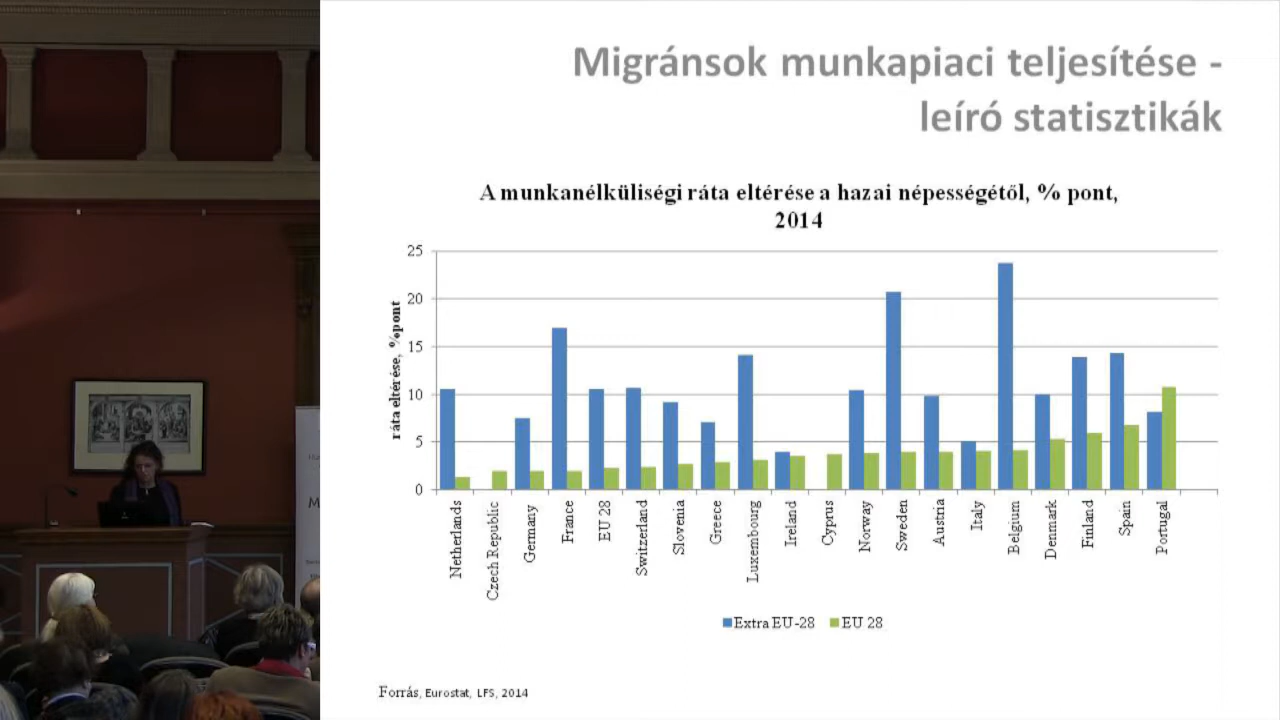 Migránsok munkapiaci teljesítése -
leíró statisztikák
A munkanélküliségi ráta eltérése a hazai népességétől, % pont,
2014
25
20
15
10
5
0
ráta eltérése, %pont
Netherlands
Czech Republic
Germany
France
EU 28
Switzerland
Slovenia
Greece
Luxembourg
Ireland
Cyprus
Norway
Sweden
Austria
Italy
Belgium
Denmark
Finland
Spain
Portugal
Extra EU-28
EU 28
Forrás, Eurostat, LFS, 2014